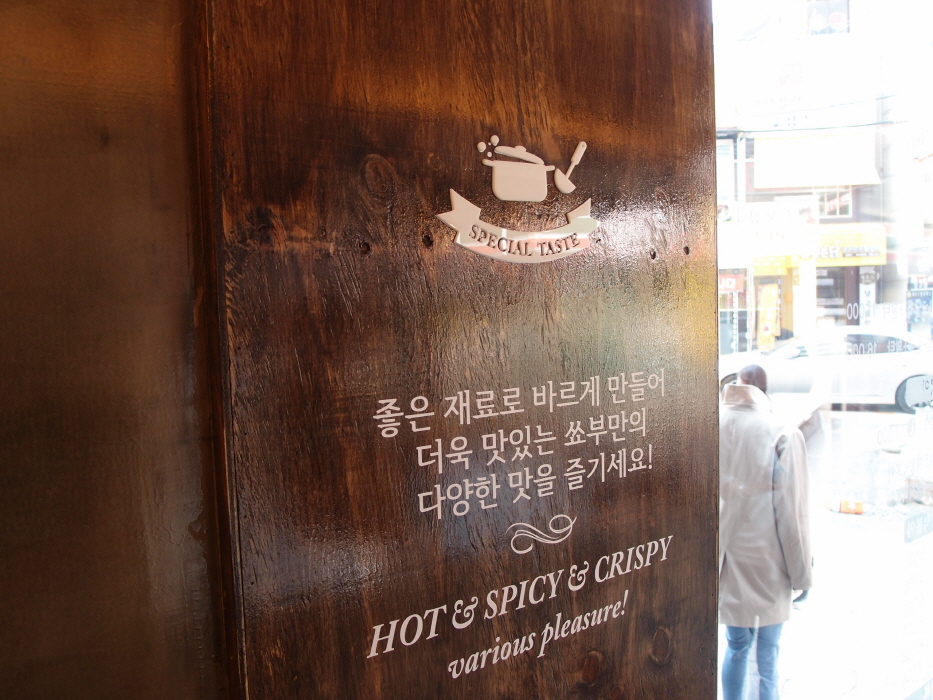 SPECIAL TASTE
좋은 재료로 바르게 만들어
더욱 맛있는 쑈부만의
다양한 맛을 즐기세요!
HOT & SPICY & CRISPY
various pleasure!